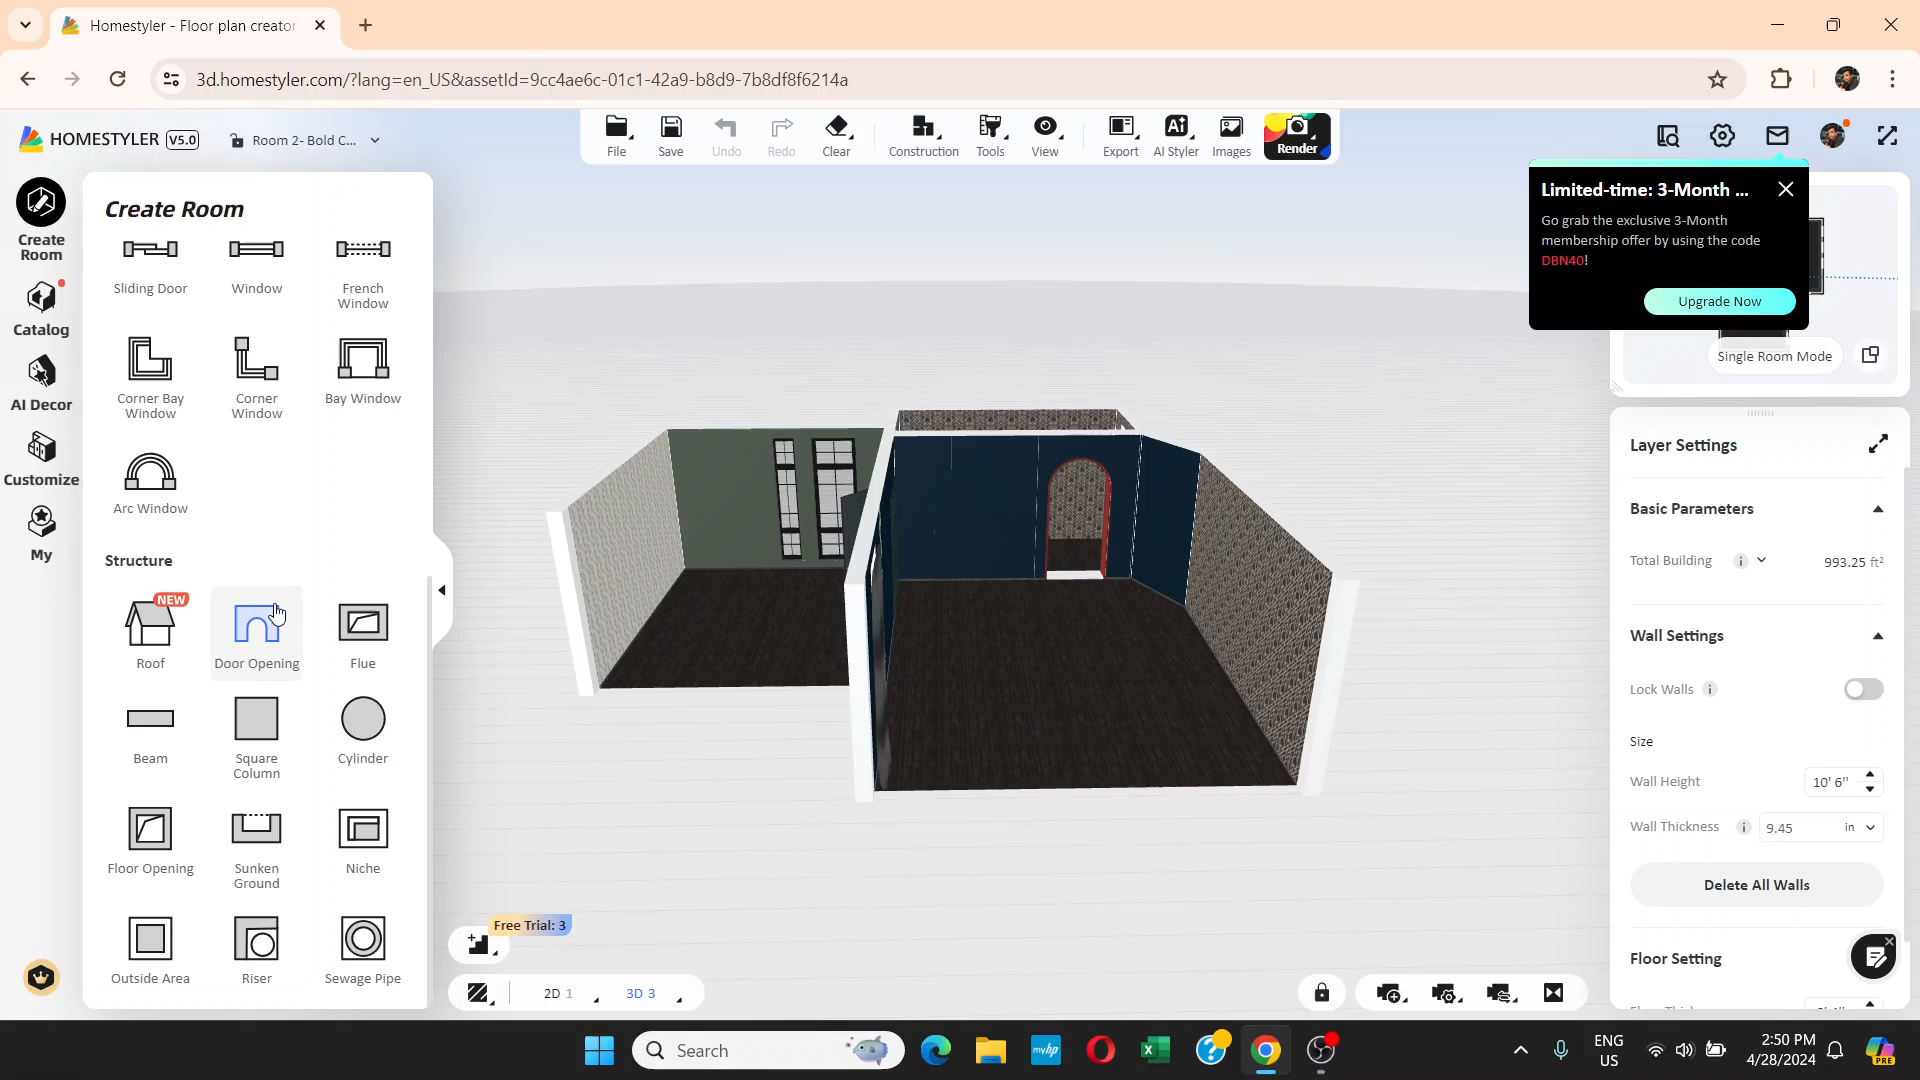 Homestyler - Floor plan creator
3d.homestyler.com/?lang=en_US&assetId=9cc4ae6c-01c1-42a9-b8d9-7b8df8f6214a
HOMESTYLER V5.0
Room 2- Bold C...
File
Save
Undo
Redo
Clear
Construction
Tools
View
Export
AI Styler
Images
Render
Create Room
Catalog
AI Decor
Customize
My
Create Room
Sliding Door
Window
French Window
Corner Bay Window
Corner Window
Bay Window
Arc Window
Structure
NEW
Roof
Door Opening
Flue
Beam
Square Column
Cylinder
Floor Opening
Sunken Ground
Niche
Outside Area
Riser
Sewage Pipe
Limited-time: 3-Month ...
Go grab the exclusive 3-Month
membership offer by using the code
DBN40!
Upgrade Now
Single Room Mode
Layer Settings
Basic Parameters
Total Building
993.25 ft²
Wall Settings
Lock Walls
Size
Wall Height
10' 6"
Wall Thickness
9.45 in
Delete All Walls
Floor Setting
Free Trial: 3
2D 1
3D 3
Search
myhp
ENG
US
2:50 PM
4/28/2024
PRE